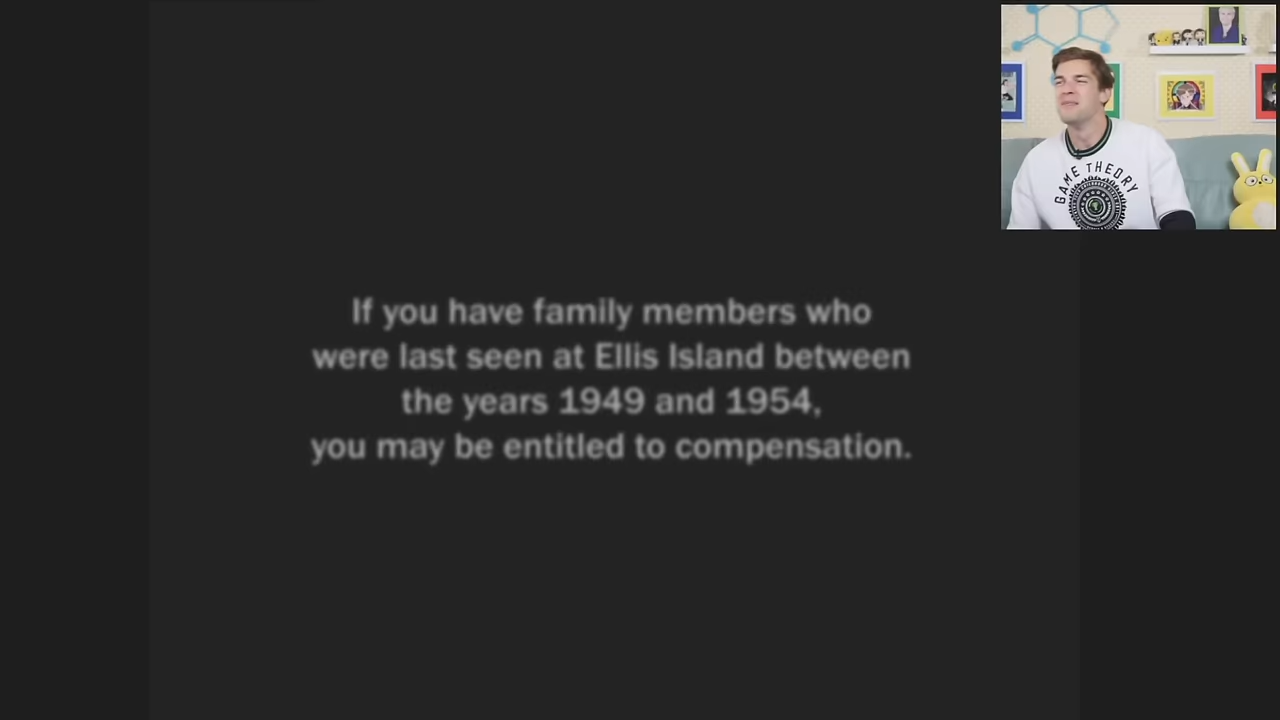 GAME THEORY
If you have family members who
were last seen at Ellis Island between
the years 1949 and 1954,
you may be entitled to compensation.